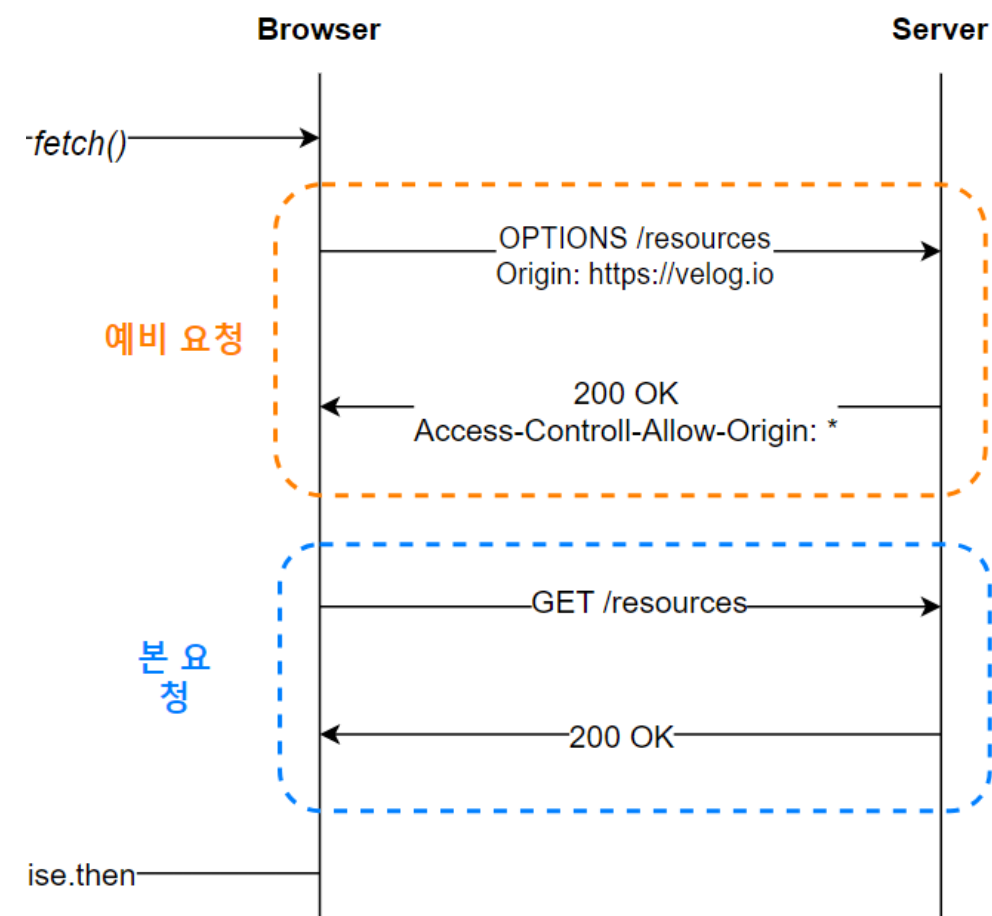 Browser
Server
fetch()
OPTIONS /resources
Origin: https://velog.io
예비 요청
200 OK
Access-Controll-Allow-Origin: *
GET /resources
본 요
청
200 OK
ise.then